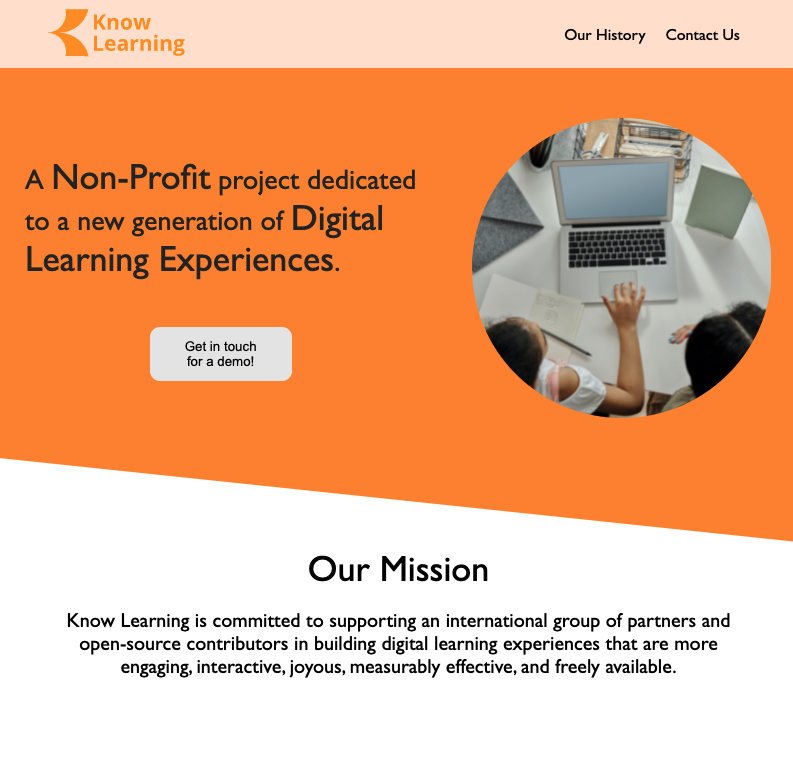 Know
Learning
Our History
Contact Us
A Non-Profit project dedicated
to a new generation of Digital
Learning Experiences.
Get in touch
for a demo!
Our Mission
Know Learning is committed to supporting an international group of partners and
open-source contributors in building digital learning experiences that are more
engaging, interactive, joyous, measurably effective, and freely available.